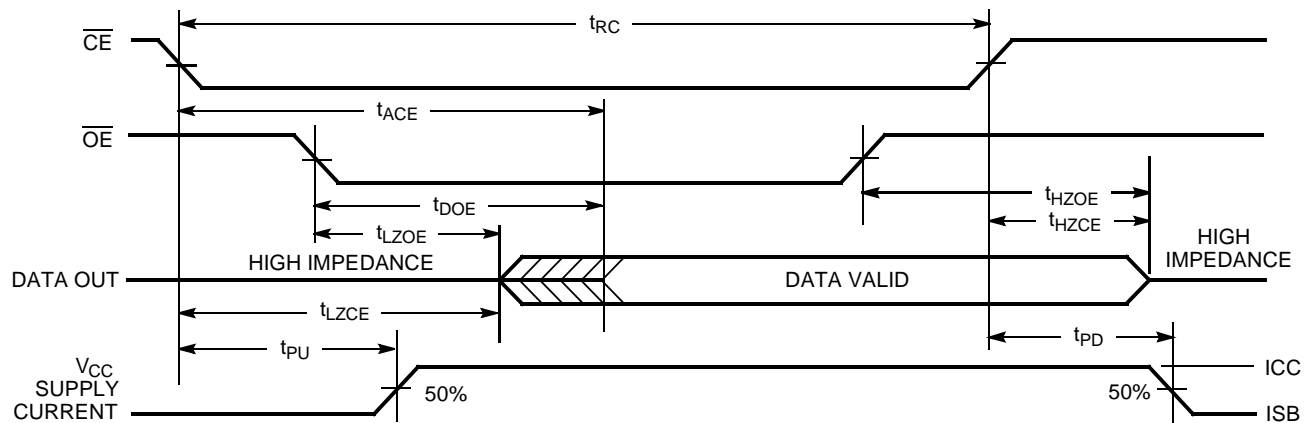 tRC
CE
tACE
OE
tDOE
tHZOE
tLZOE
tHZCE
HIGH
IMPEDANCE
HIGH IMPEDANCE
DATA OUT
DATA VALID
tLZCE
tPU
tPD
VCC
SUPPLY
CURRENT
50%
50%
ICC
ISB